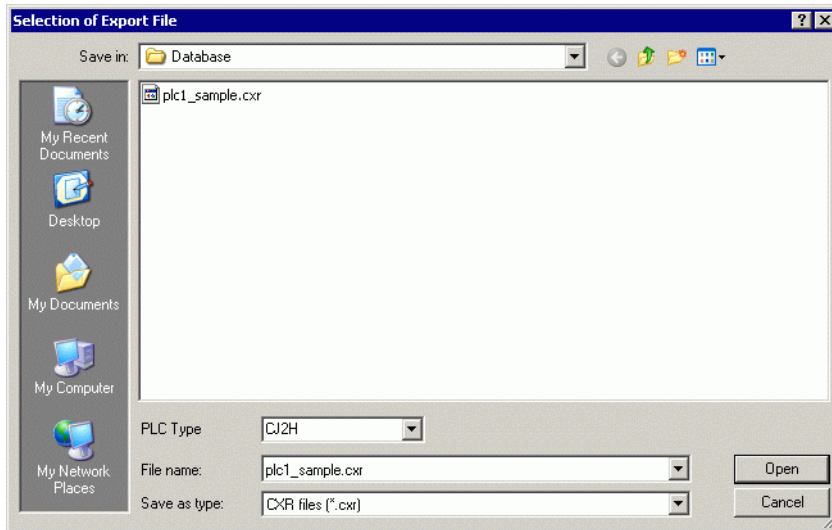 Selection of Export File
Save in: Database
plc1_sample.cxr
My Recent
Documents
Desktop
My Documents
My Computer
My Network
Places
PLC Type CJ2H
File name: plc1_sample.cxr Open
Save as type: CXR files (*.cxr) Cancel